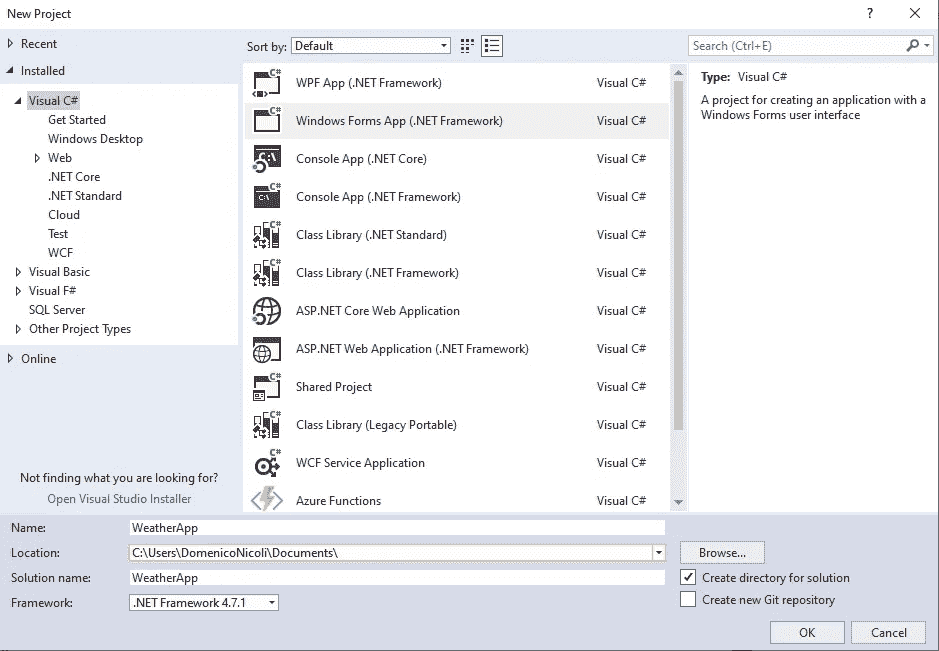 New Project
?
Recent
Installed
Visual C#
Get Started
Windows Desktop
Web
.NET Core
.NET Standard
Cloud
Test
WCF
Visual Basic
Visual F#
SQL Server
Other Project Types
Online
Not finding what you are looking for?
Open Visual Studio Installer
Sort by: Default
Search (Ctrl+E)
C# WPF App (.NET Framework) Visual C#
C# Windows Forms App (.NET Framework) Visual C#
C# Console App (.NET Core) Visual C#
C# Console App (.NET Framework) Visual C#
C# Class Library (.NET Standard) Visual C#
C# Class Library (.NET Framework) Visual C#
C# ASP.NET Core Web Application Visual C#
C# ASP.NET Web Application (.NET Framework) Visual C#
C# Shared Project Visual C#
C# Class Library (Legacy Portable) Visual C#
C# WCF Service Application Visual C#
Azure Functions Visual C#
Type: Visual C#
A project for creating an application with a
Windows Forms user interface
Name: WeatherApp
Location: C:\Users\DomenicoNicoli\Documents\
Browse...
Solution name: WeatherApp
Create directory for solution
Framework: .NET Framework 4.7.1
Create new Git repository
OK
Cancel